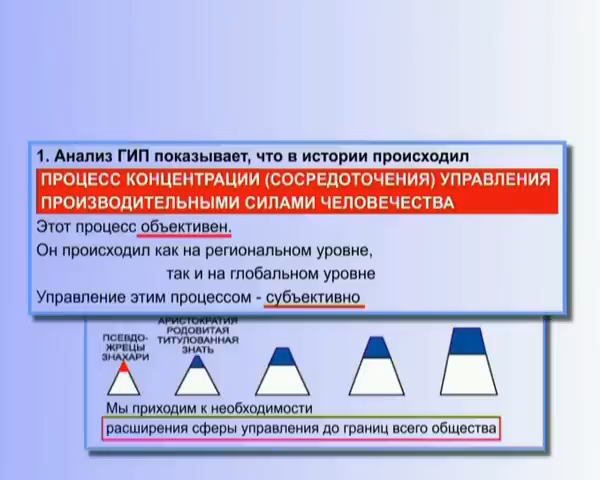 1. Анализ ГИП показывает, что в истории происходил
ПРОЦЕСС КОНЦЕНТРАЦИИ (СОСРЕДОТОЧЕНИЯ) УПРАВЛЕНИЯ
ПРОИЗВОДИТЕЛЬНЫМИ СИЛАМИ ЧЕЛОВЕЧЕСТВА
Этот процесс объективен.
Он происходил как на региональном уровне,
так и на глобальном уровне
Управление этим процессом - субъективно
ПСЕВДО-
ЖРЕЦЫ
ЗНАХАРИ
АРИСТОКРАТИЯ
РОДОВИТАЯ
ТИТУЛОВАННАЯ
ЗНАТЬ
Мы приходим к необходимости
расширения сферы управления до границ всего общества